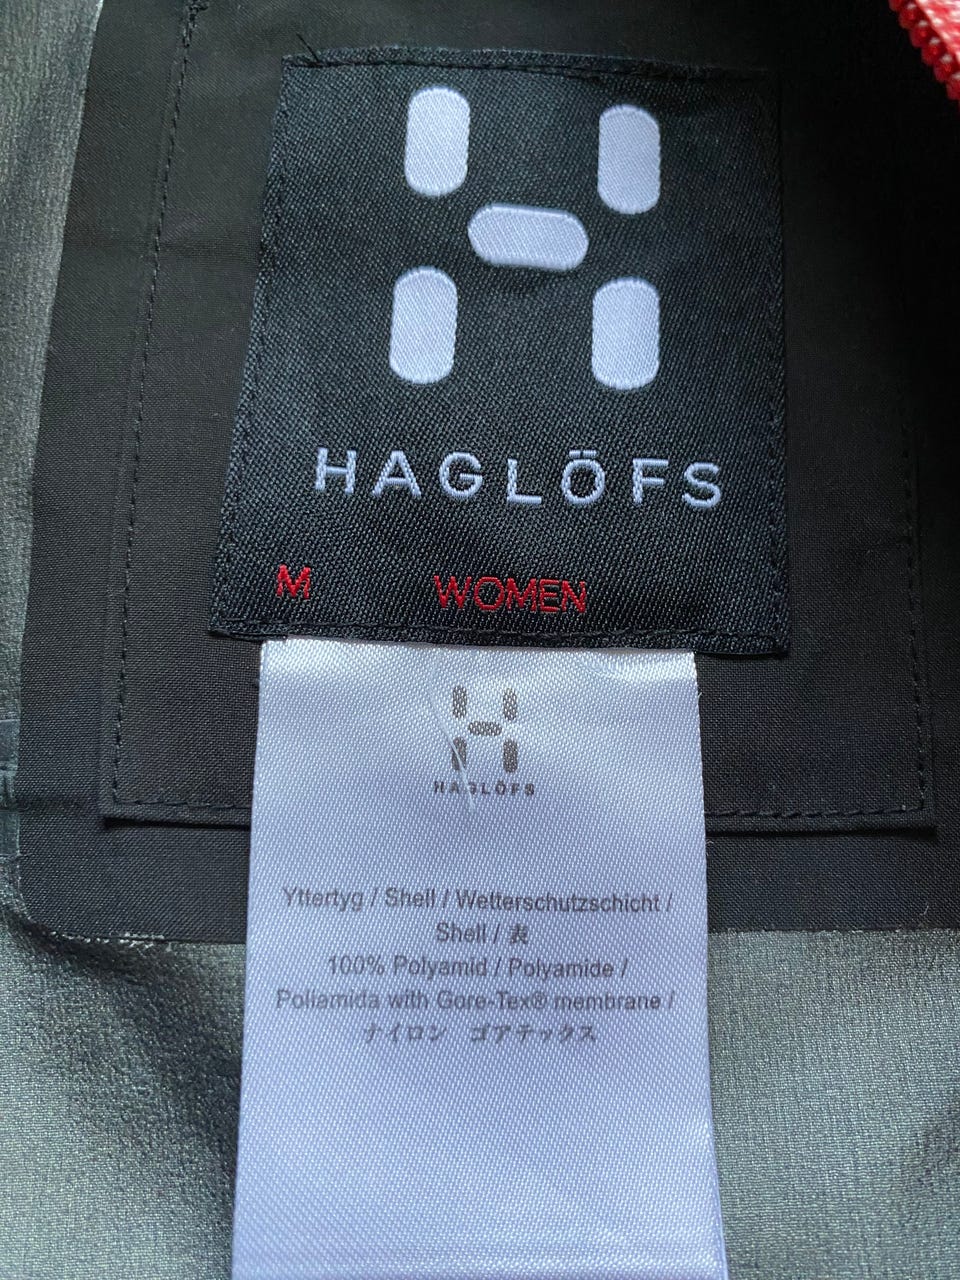 HAGLÖFS
M WOMEN
HAGLÖFS
Yttertyg / Shell / Wetterschutzschicht /
Shell / 表
100% Polyamid / Polyamide /
Poliamida with Gore-Tex® membrane /
ナイロン ゴアテックス